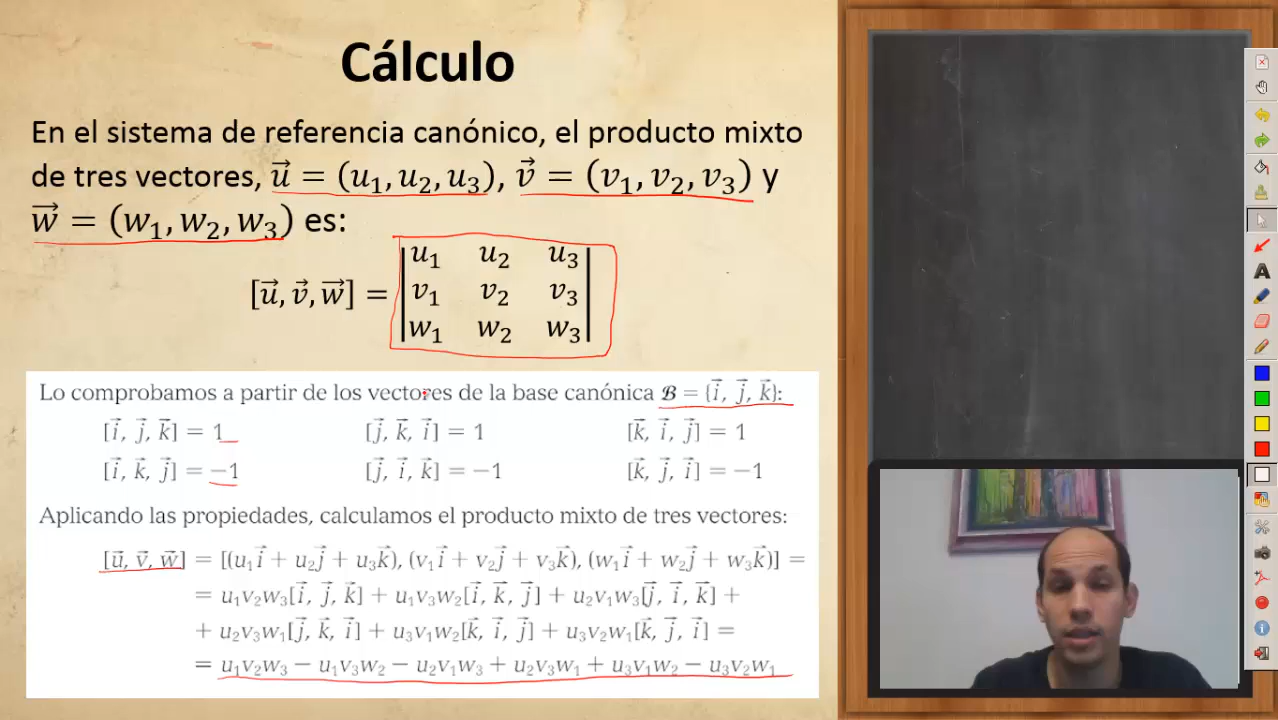 Cálculo
En el sistema de referencia canónico, el producto mixto
de tres vectores, u⃗ = (u₁, u₂, u₃), v⃗ = (v₁, v₂, v₃) y
w⃗ = (w₁, w₂, w₃) es:
u₁ u₂ u₃
[u⃗, v⃗, w⃗] = | v₁ v₂ v₃ |
w₁ w₂ w₃
Lo comprobamos a partir de los vectores de la base canónica ℬ = {i⃗, j⃗, k⃗}:
[i⃗, j⃗, k⃗] = 1 [j⃗, k⃗, i⃗] = 1 [k⃗, i⃗, j⃗] = 1
[i⃗, k⃗, j⃗] = −1 [j⃗, i⃗, k⃗] = −1 [k⃗, j⃗, i⃗] = −1
Aplicando las propiedades, calculamos el producto mixto de tres vectores:
[u⃗, v⃗, w⃗] = [(u₁i⃗ + u₂j⃗ + u₃k⃗), (v₁i⃗ + v₂j⃗ + v₃k⃗), (w₁i⃗ + w₂j⃗ + w₃k⃗)] =
= u₁v₂w₃[i⃗, j⃗, k⃗] + u₁v₃w₂[i⃗, k⃗, j⃗] + u₂v₁w₃[j⃗, i⃗, k⃗] +
+ u₂v₃w₁[j⃗, k⃗, i⃗] + u₃v₁w₂[k⃗, i⃗, j⃗] + u₃v₂w₁[k⃗, j⃗, i⃗] =
= u₁v₂w₃ − u₁v₃w₂ − u₂v₁w₃ + u₂v₃w₁ + u₃v₁w₂ − u₃v₂w₁